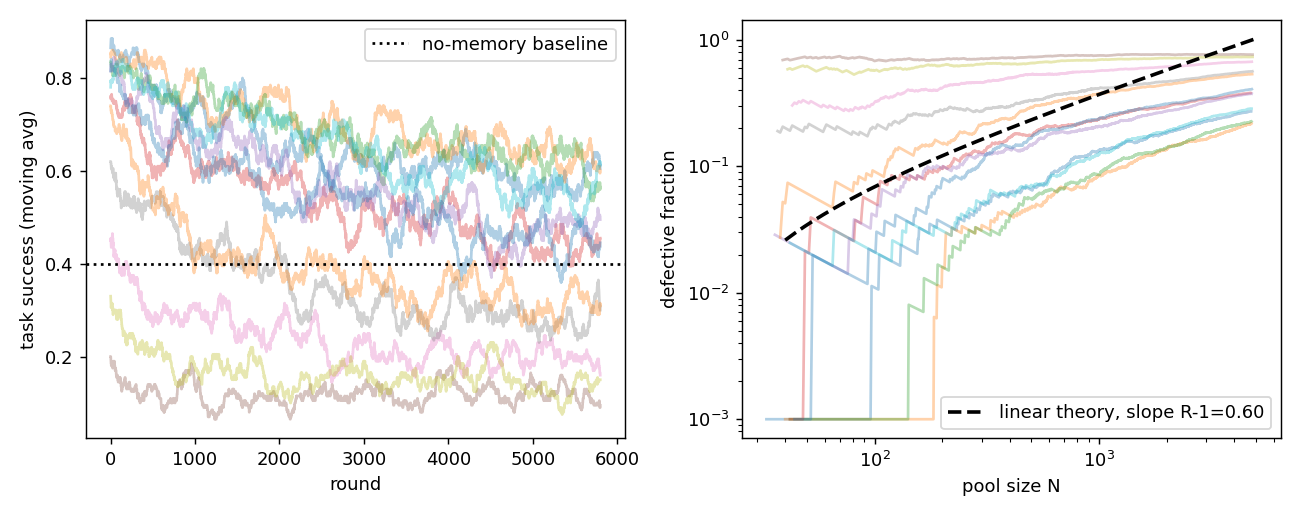 task success (moving avg)
0.8
0.6
0.4
0.2
no-memory baseline
0
1000
2000
3000
4000
5000
6000
round
defective fraction
10⁰
10⁻¹
10⁻²
10⁻³
linear theory, slope R-1=0.60
10²
10³
pool size N